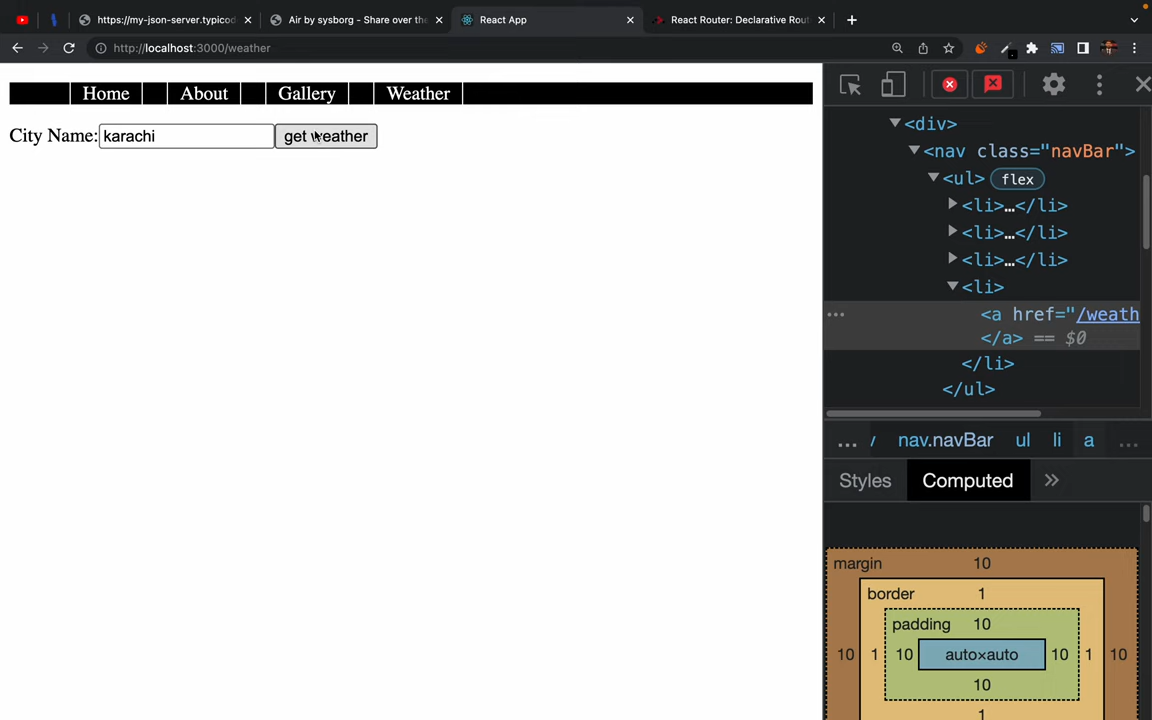 https://my-json-server.typicod
Air by sysborg - Share over the
React App
React Router: Declarative Rout
http://localhost:3000/weather
Home
About
Gallery
Weather
City Name:
karachi
get weather
<div>
<nav class="navBar">
<ul> flex
<li>…</li>
<li>…</li>
<li>…</li>
<li>
<a href="/weath
</a> == $0
</li>
</ul>
… v nav.navBar ul li a …
Styles
Computed
margin 10
border 1
padding 10
10 1 10 auto×auto 10 1 10
10
1